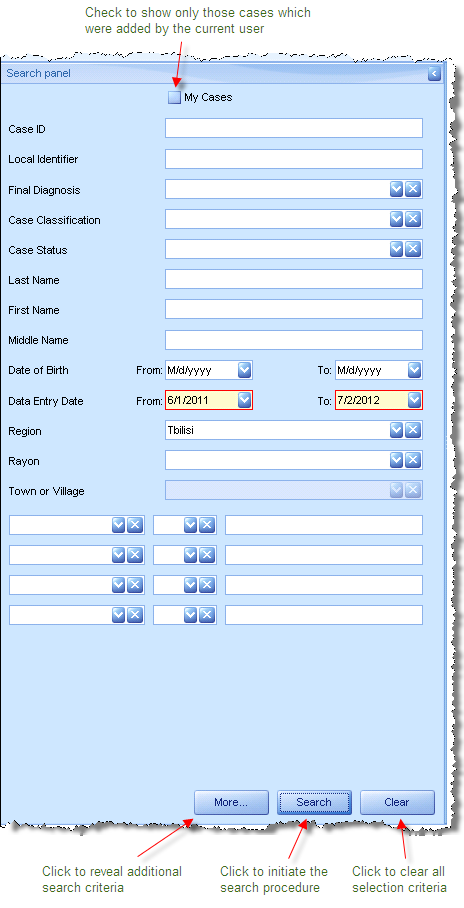 Check to show only those cases which
were added by the current user
Search panel
My Cases
Case ID
Local Identifier
Final Diagnosis
Case Classification
Case Status
Last Name
First Name
Middle Name
Date of Birth From: M/d/yyyy To: M/d/yyyy
Data Entry Date From: 6/1/2011 To: 7/2/2012
Region Tbilisi
Rayon
Town or Village
More... Search Clear
Click to reveal additional
search criteria
Click to initiate the
search procedure
Click to clear all
selection criteria